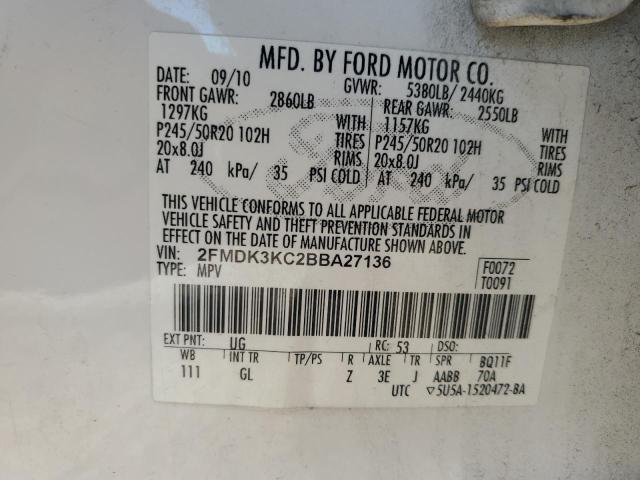 MFD. BY FORD MOTOR CO.
DATE: 09/10 GVWR: 5380LB/ 2440KG
FRONT GAWR: 2860LB REAR GAWR: 2550LB
1297KG WITH 1157KG WITH
P245/50R20 102H TIRES P245/50R20 102H TIRES
20x8.0J RIMS 20x8.0J RIMS
AT 240 kPa/ 35 PSI COLD AT 240 kPa/ 35 PSI COLD
THIS VEHICLE CONFORMS TO ALL APPLICABLE FEDERAL MOTOR
VEHICLE SAFETY AND THEFT PREVENTION STANDARDS IN
EFFECT ON THE DATE OF MANUFACTURE SHOWN ABOVE.
VIN: 2FMDK3KC2BBA27136 F0072
TYPE: MPV T0091
EXT PNT: UG RC: 53 DSO:
WB INT TR TP/PS R AXLE TR SPR BQ11F
111 GL Z 3E J AABB 70A
UTC ▽5U5A-1520472-BA
Ford